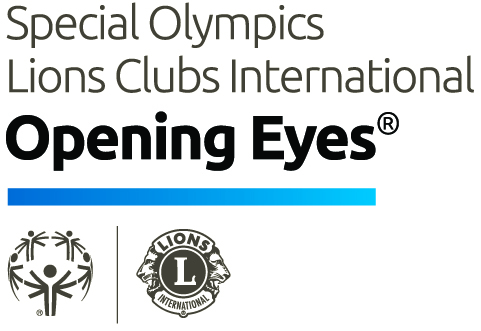 Special Olympics
Lions Clubs International
Opening Eyes®
®
LIONS
L
INTERNATIONAL
®